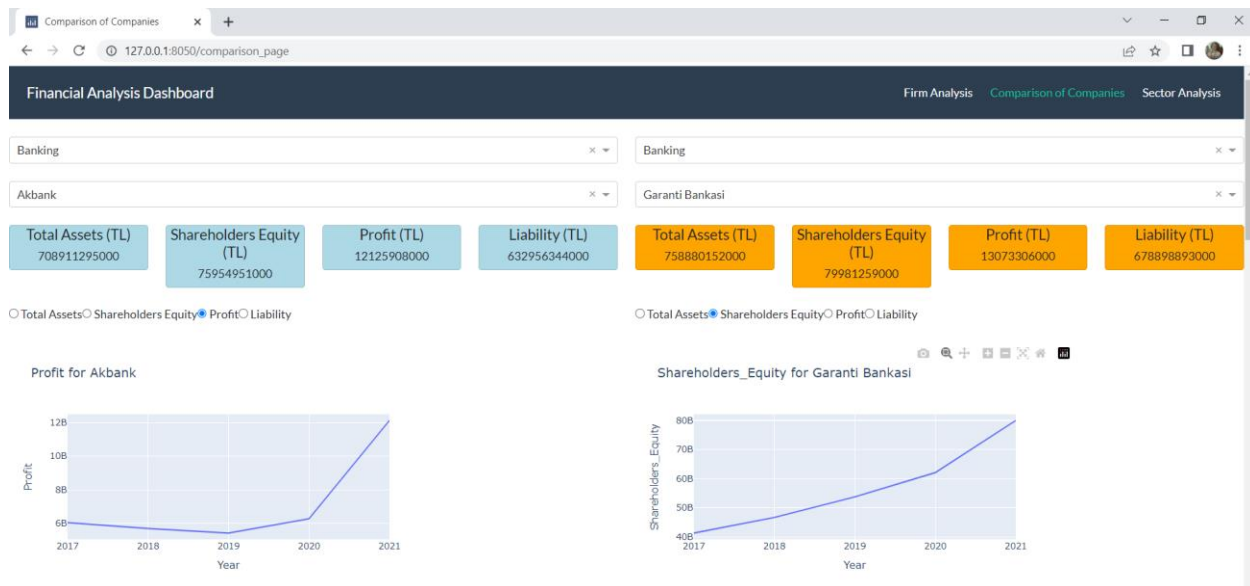 Comparison of Companies
127.0.0.1:8050/comparison_page
Financial Analysis Dashboard
Firm Analysis Comparison of Companies Sector Analysis
Banking
Banking
Akbank
Garanti Bankasi
Total Assets (TL)
708911295000
Shareholders Equity
(TL)
75954951000
Profit (TL)
12125908000
Liability (TL)
632956344000
Total Assets (TL)
758880152000
Shareholders Equity
(TL)
79981259000
Profit (TL)
13073306000
Liability (TL)
678898893000
Total Assets Shareholders Equity Profit Liability
Total Assets Shareholders Equity Profit Liability
Profit for Akbank
12B
10B
8B
6B
Profit
2017 2018 2019 2020 2021
Year
Shareholders_Equity for Garanti Bankasi
80B
70B
60B
50B
40B
Shareholders_Equity
2017 2018 2019 2020 2021
Year